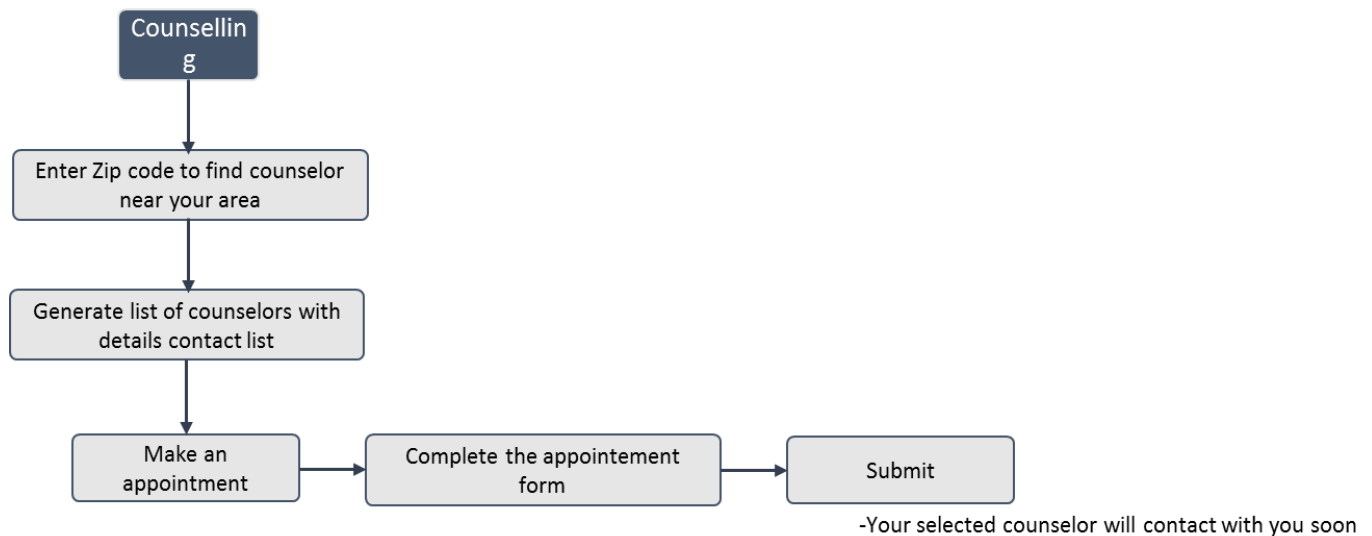 Counsellin
g
Enter Zip code to find counselor
near your area
Generate list of counselors with
details contact list
Make an
appointment
Complete the appointement
form
Submit
-Your selected counselor will contact with you soon